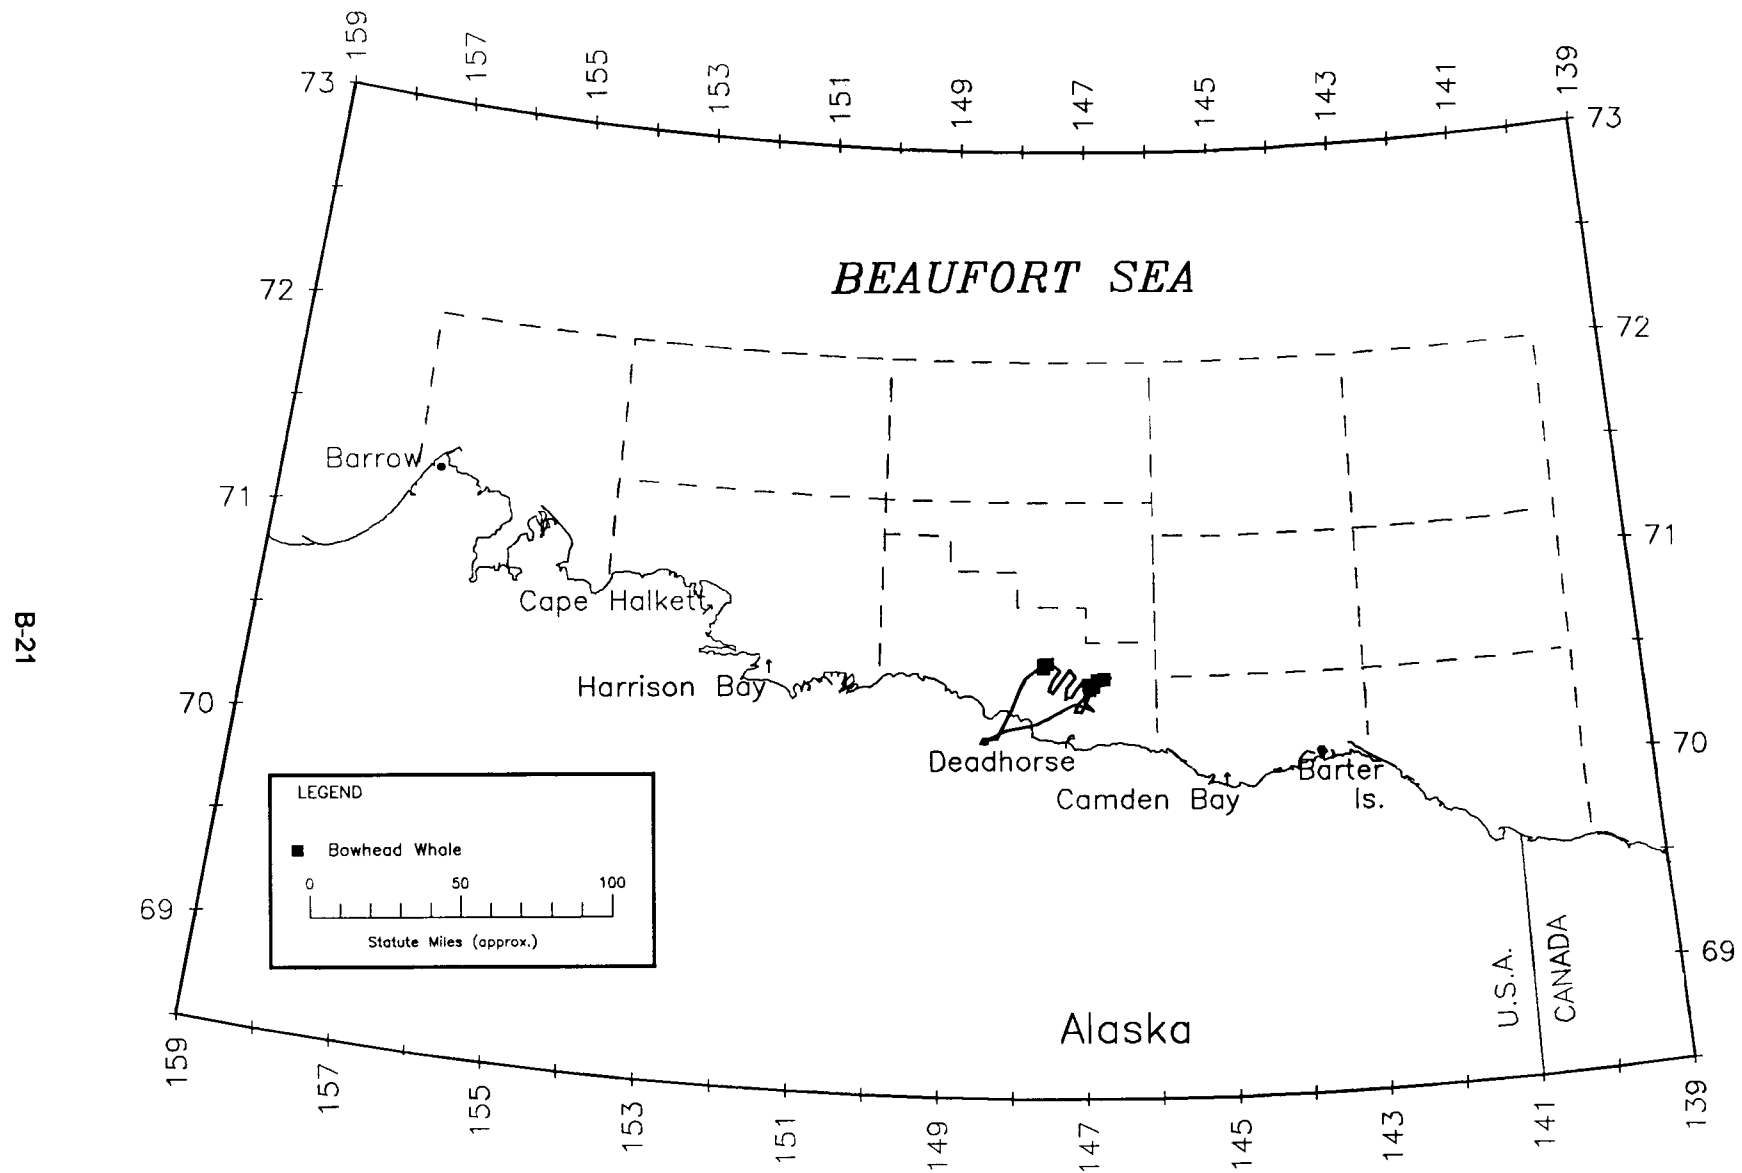 159
157
155
153
151
149
147
145
143
141
139
73
73
BEAUFORT SEA
72
72
Barrow
71
71
Cape Halkett
B-21
Harrison Bay
70
70
Deadhorse
Camden Bay
Barter
Is.
LEGEND
Bowhead Whale
0 50 100
Statute Miles (approx.)
69
69
U.S.A.
CANADA
Alaska
159
157
155
153
151
149
147
145
143
141
139